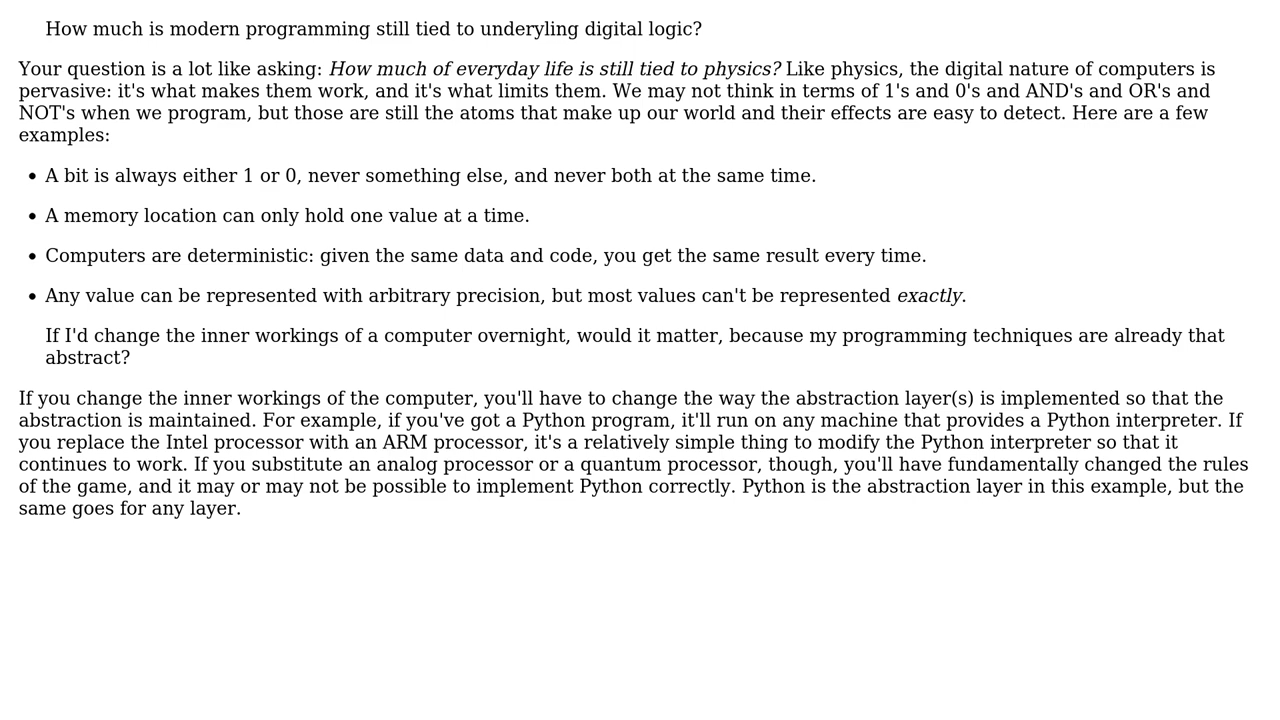 How much is modern programming still tied to underyling digital logic?
Your question is a lot like asking: How much of everyday life is still tied to physics? Like physics, the digital nature of computers is
pervasive: it's what makes them work, and it's what limits them. We may not think in terms of 1's and 0's and AND's and OR's and
NOT's when we program, but those are still the atoms that make up our world and their effects are easy to detect. Here are a few
examples:
• A bit is always either 1 or 0, never something else, and never both at the same time.
• A memory location can only hold one value at a time.
• Computers are deterministic: given the same data and code, you get the same result every time.
• Any value can be represented with arbitrary precision, but most values can't be represented exactly.
If I'd change the inner workings of a computer overnight, would it matter, because my programming techniques are already that
abstract?
If you change the inner workings of the computer, you'll have to change the way the abstraction layer(s) is implemented so that the
abstraction is maintained. For example, if you've got a Python program, it'll run on any machine that provides a Python interpreter. If
you replace the Intel processor with an ARM processor, it's a relatively simple thing to modify the Python interpreter so that it
continues to work. If you substitute an analog processor or a quantum processor, though, you'll have fundamentally changed the rules
of the game, and it may or may not be possible to implement Python correctly. Python is the abstraction layer in this example, but the
same goes for any layer.